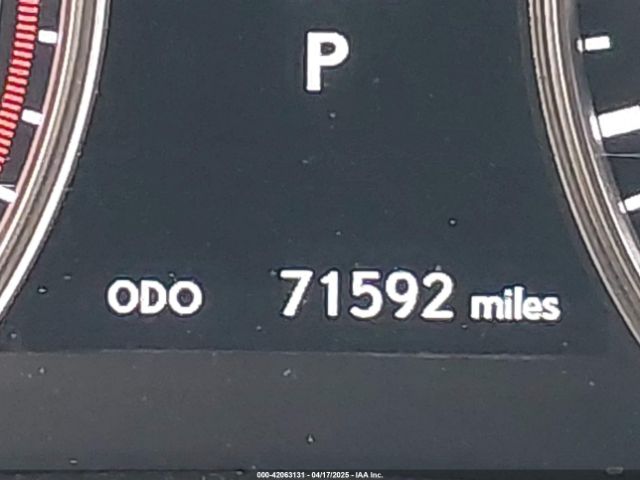 P
ODO 71592 miles
000-42063131 - 04/17/2025 - IAA Inc.